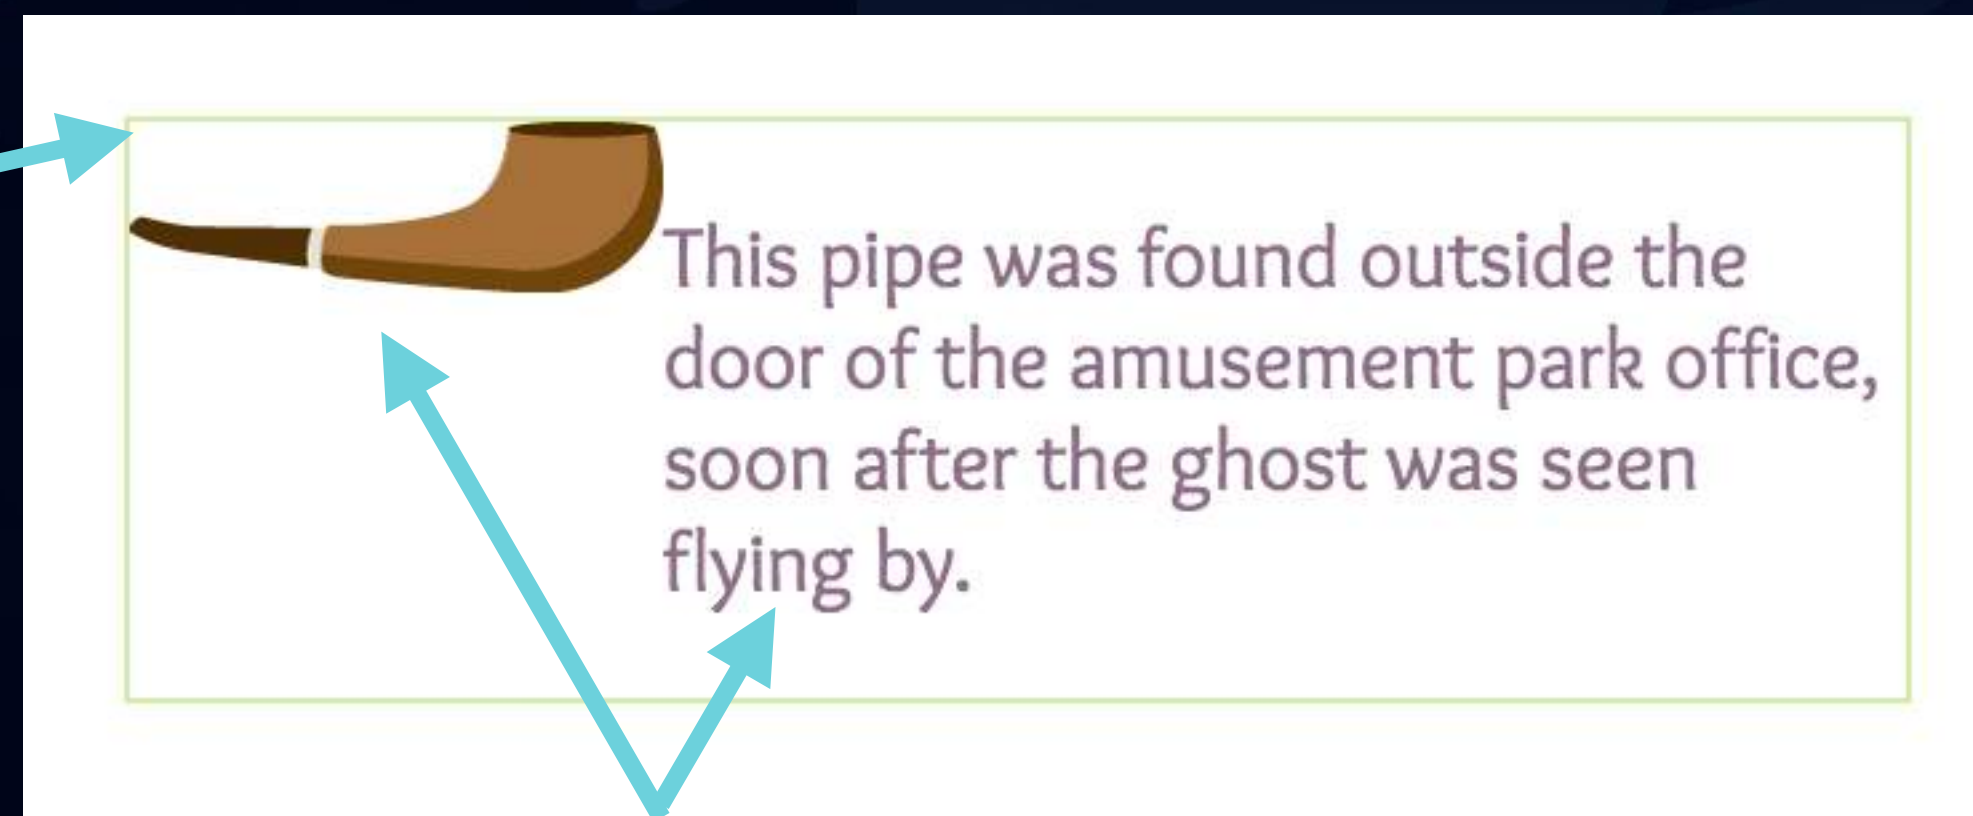 This pipe was found outside the
door of the amusement park office,
soon after the ghost was seen
flying by.